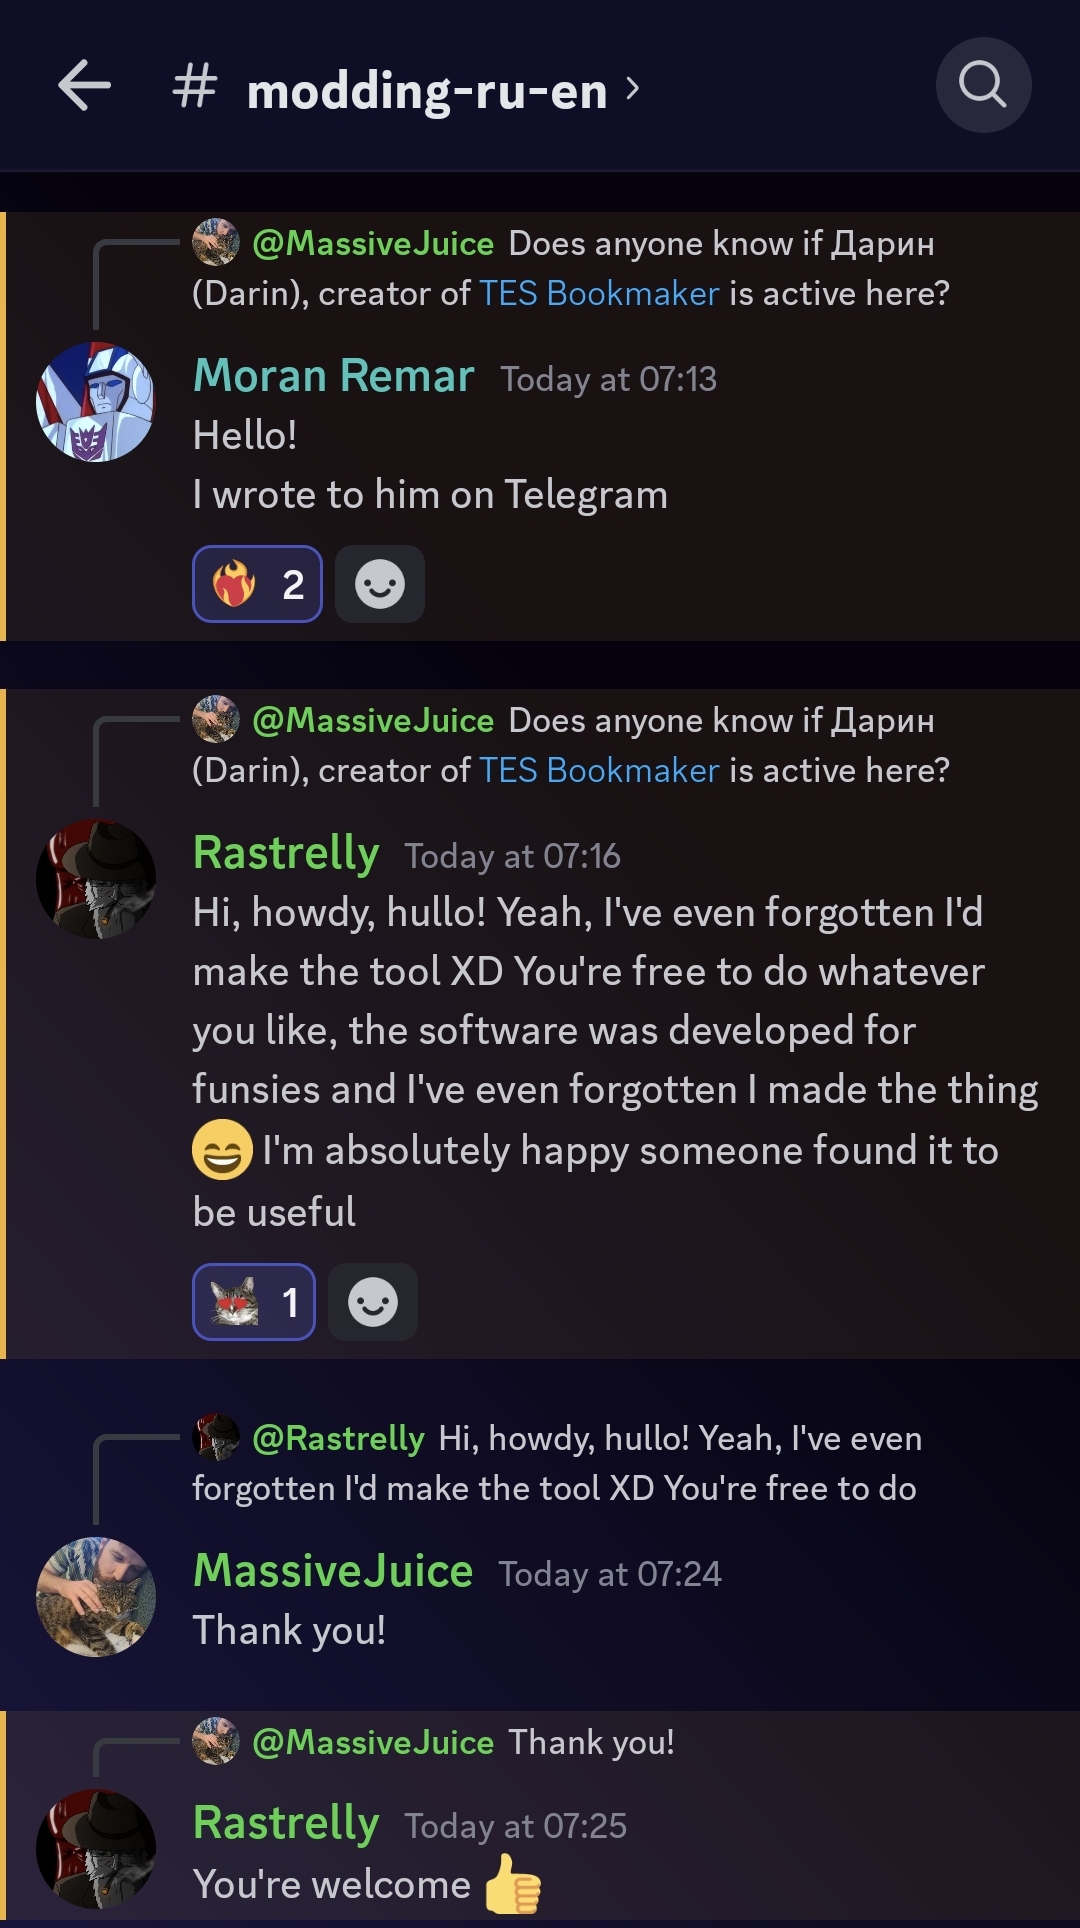 # modding-ru-en
@MassiveJuice Does anyone know if Дарин
(Darin), creator of TES Bookmaker is active here?
Moran Remar Today at 07:13
Hello!
I wrote to him on Telegram
2
@MassiveJuice Does anyone know if Дарин
(Darin), creator of TES Bookmaker is active here?
Rastrelly Today at 07:16
Hi, howdy, hullo! Yeah, I've even forgotten I'd
make the tool XD You're free to do whatever
you like, the software was developed for
funsies and I've even forgotten I made the thing
😄 I'm absolutely happy someone found it to
be useful
1
@Rastrelly Hi, howdy, hullo! Yeah, I've even
forgotten I'd make the tool XD You're free to do
MassiveJuice Today at 07:24
Thank you!
@MassiveJuice Thank you!
Rastrelly Today at 07:25
You're welcome 👍